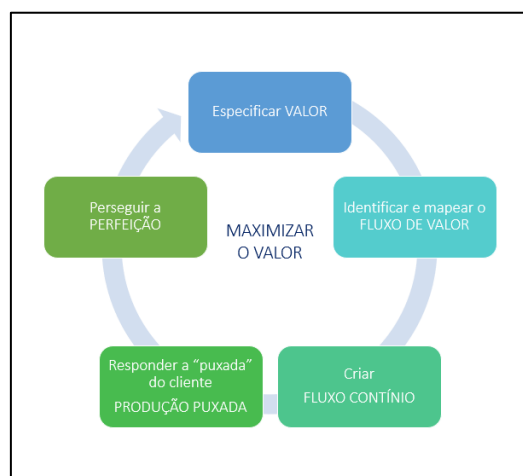 Especificar VALOR
Identificar e mapear o
FLUXO DE VALOR
Criar
FLUXO CONTÍNIO
Responder a “puxada”
do cliente
PRODUÇÃO PUXADA
Perseguir a
PERFEIÇÃO
MAXIMIZAR
O VALOR